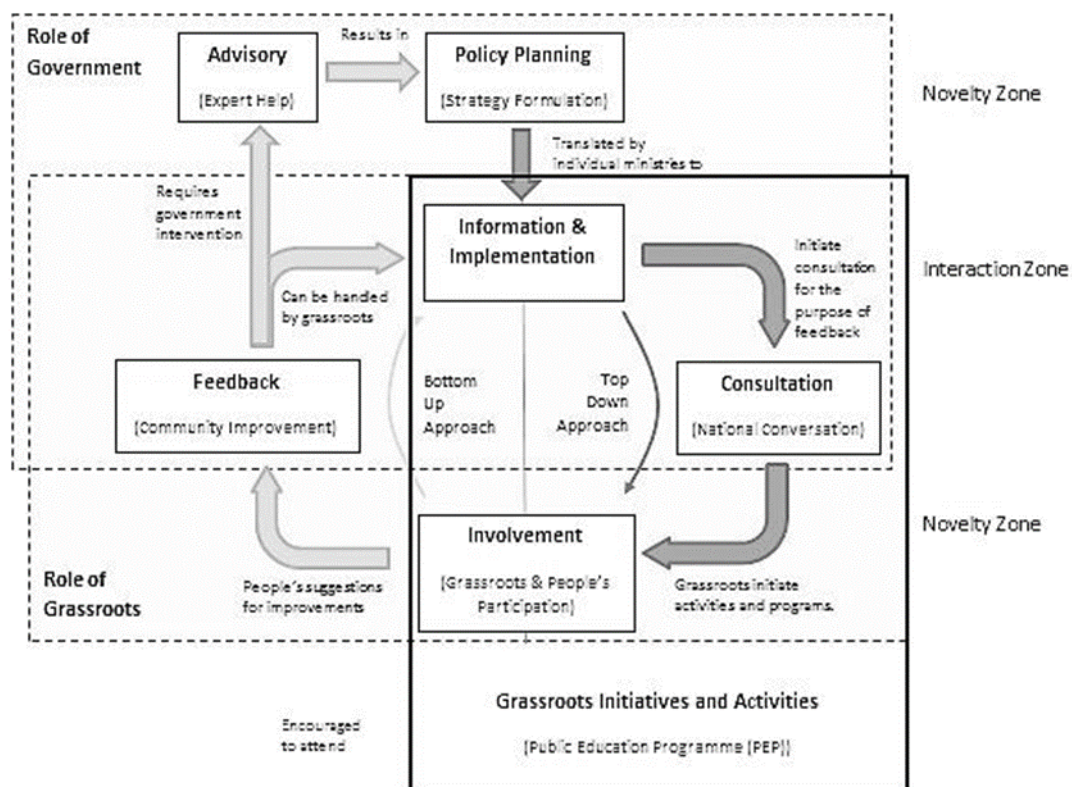 Role of
Government
Advisory
(Expert Help)
Results in
Policy Planning
(Strategy Formulation)
Novelty Zone
Translated by
individual ministries to
Requires
government
intervention
Information &
Implementation
Initiate
consultation
for the
purpose of
feedback
Interaction Zone
Can be handled
by grassroots
Feedback
(Community Improvement)
Bottom
Up
Approach
Top
Down
Approach
Consultation
(National Conversation)
Novelty Zone
Involvement
(Grassroots & People's
Participation)
Role of
Grassroots
People's suggestions
for improvements
Grassroots initiate
activities and programs.
Grassroots Initiatives and Activities
(Public Education Programme (PEP))
Encouraged
to attend